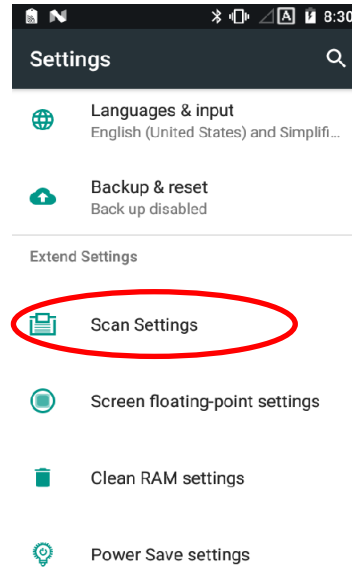 8:30
Settings
Languages & input
English (United States) and Simplifi...
Backup & reset
Back up disabled
Extend Settings
Scan Settings
Screen floating-point settings
Clean RAM settings
Power Save settings